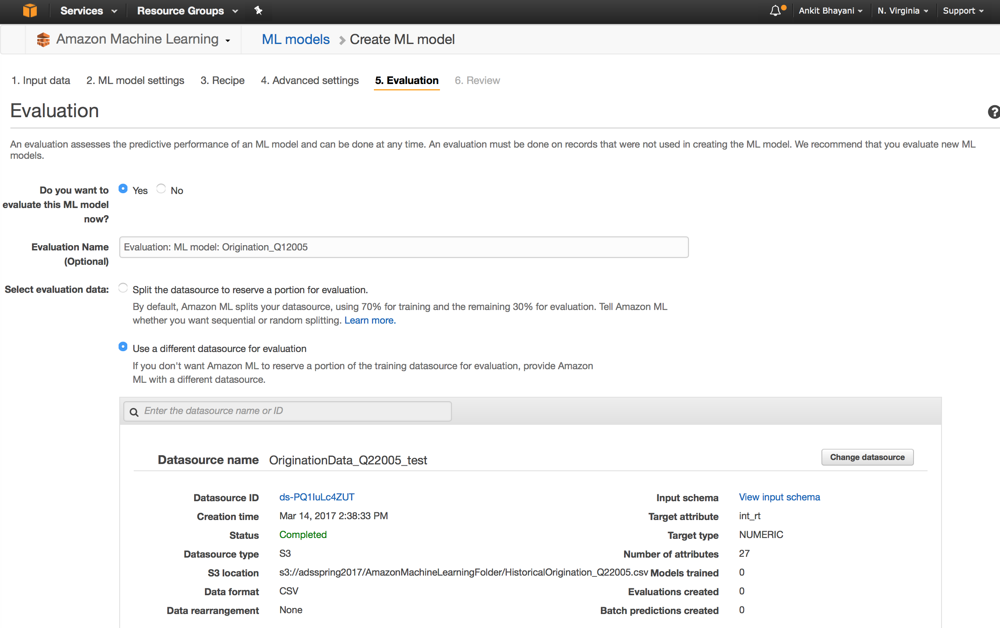 Services Resource Groups Ankit Bhayani N. Virginia Support
Amazon Machine Learning ML models Create ML model
1. Input data 2. ML model settings 3. Recipe 4. Advanced settings 5. Evaluation 6. Review
Evaluation
An evaluation assesses the predictive performance of an ML model and can be done at any time. An evaluation must be done on records that were not used in creating the ML model. We recommend that you evaluate new ML
models.
Do you want to Yes No
evaluate this ML model
now?
Evaluation Name Evaluation: ML model: Origination_Q12005
(Optional)
Select evaluation data: Split the datasource to reserve a portion for evaluation.
By default, Amazon ML splits your datasource, using 70% for training and the remaining 30% for evaluation. Tell Amazon ML
whether you want sequential or random splitting. Learn more.
Use a different datasource for evaluation
If you don't want Amazon ML to reserve a portion of the training datasource for evaluation, provide Amazon
ML with a different datasource.
Enter the datasource name or ID
Datasource name OriginationData_Q22005_test Change datasource
Datasource ID ds-PQ1IuLc4ZUT Input schema View input schema
Creation time Mar 14, 2017 2:38:33 PM Target attribute int_rt
Status Completed Target type NUMERIC
Datasource type S3 Number of attributes 27
S3 location s3://adsspring2017/AmazonMachineLearningFolder/HistoricalOrigination_Q22005.csv Models trained 0
Data format CSV Evaluations created 0
Data rearrangement None Batch predictions created 0